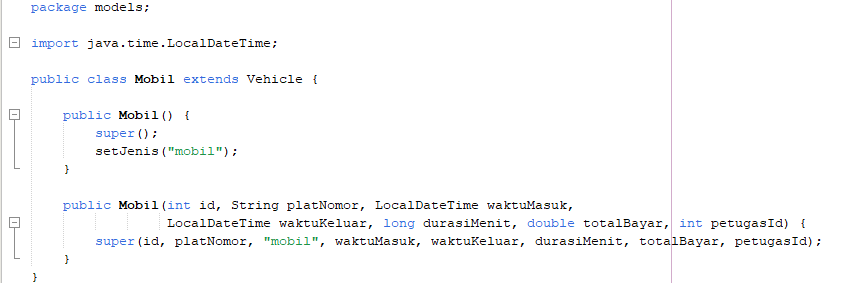 package models;
import java.time.LocalDateTime;
public class Mobil extends Vehicle {
public Mobil() {
super();
setJenis("mobil");
}
public Mobil(int id, String platNomor, LocalDateTime waktuMasuk,
LocalDateTime waktuKeluar, long durasiMenit, double totalBayar, int petugasId) {
super(id, platNomor, "mobil", waktuMasuk, waktuKeluar, durasiMenit, totalBayar, petugasId);
}
}